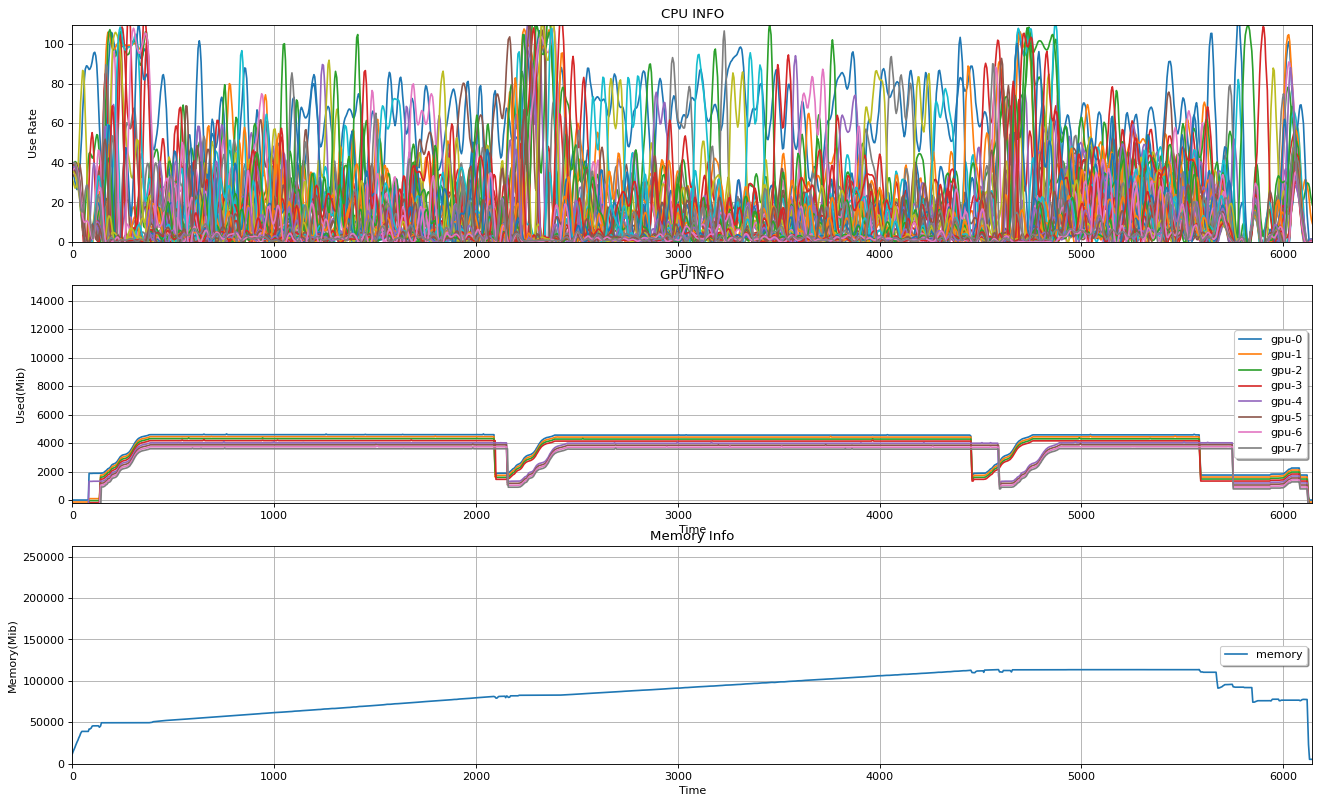 CPU INFO
100
80
60
40
20
0
Use Rate
0 1000 2000 3000 4000 5000 6000
Time
GPU INFO
14000
12000
10000
8000
6000
4000
2000
0
Used(Mib)
gpu-0
gpu-1
gpu-2
gpu-3
gpu-4
gpu-5
gpu-6
gpu-7
0 1000 2000 3000 4000 5000 6000
Time
Memory Info
250000
200000
150000
100000
50000
0
Memory(Mib)
memory
0 1000 2000 3000 4000 5000 6000
Time